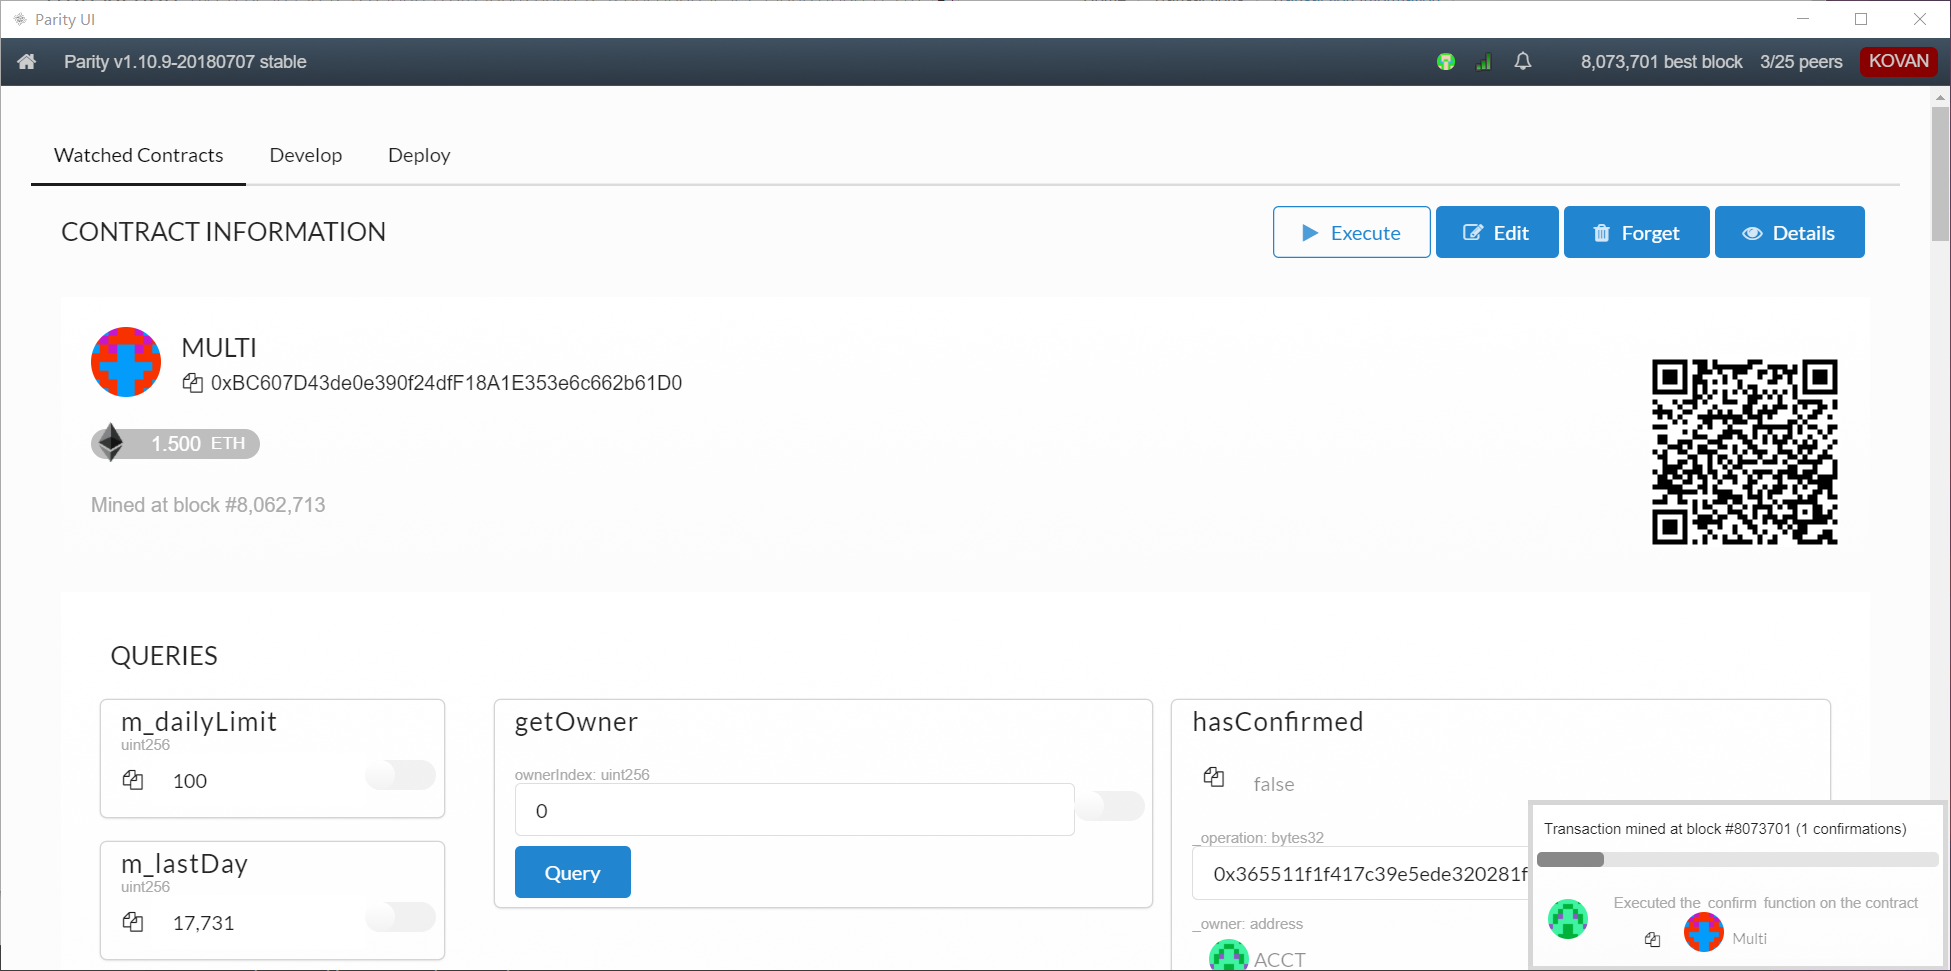 Parity UI
Parity v1.10.9-20180707 stable
8,073,701 best block 3/25 peers KOVAN
Watched Contracts Develop Deploy
CONTRACT INFORMATION
Execute Edit Forget Details
MULTI
0xBC607D43de0e390f24dfF18A1E353e6c662b61D0
1.500 ETH
Mined at block #8,062,713
QUERIES
m_dailyLimit
uint256
100
m_lastDay
uint256
17,731
getOwner
ownerIndex: uint256
0
Query
hasConfirmed
false
_operation: bytes32
0x365511f1f417c39e5ede320281f
_owner: address
ACCT
Transaction mined at block #8073701 (1 confirmations)
Executed the confirm function on the contract
Multi